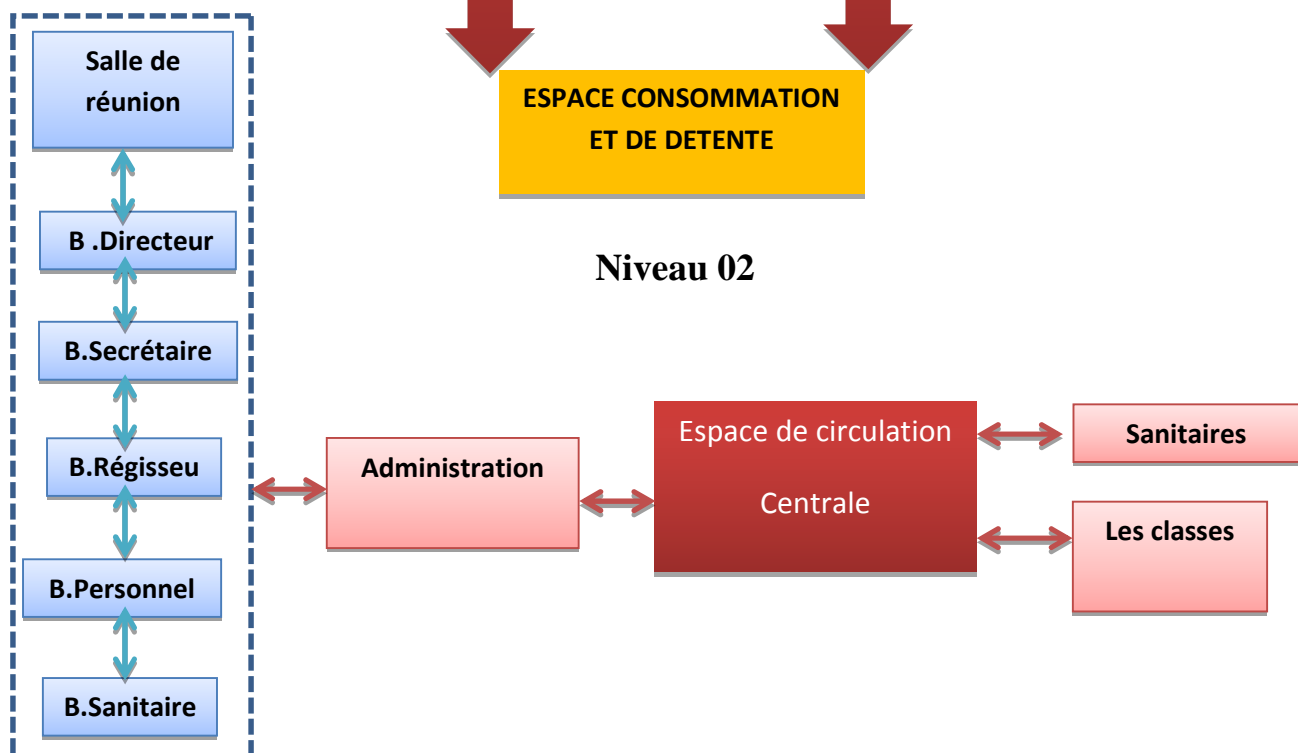 Salle de
réunion
B .Directeur
B.Secrétaire
B.Régisseu
B.Personnel
B.Sanitaire
ESPACE CONSOMMATION
ET DE DETENTE
Niveau 02
Administration
Espace de circulation
Centrale
Sanitaires
Les classes